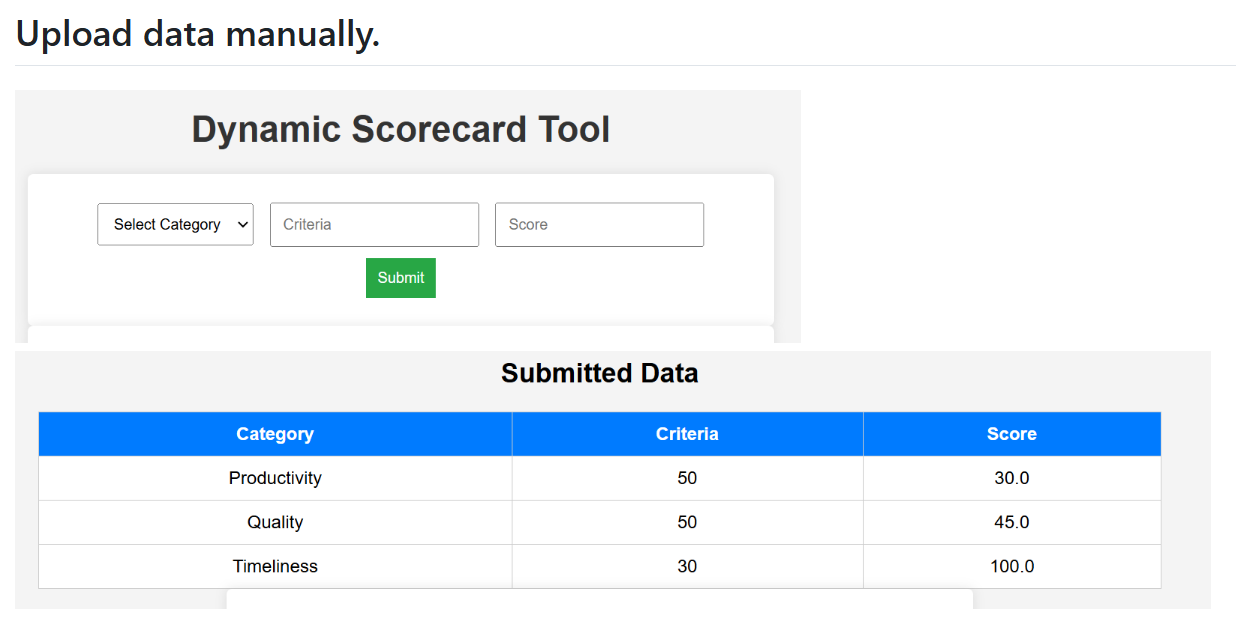 Upload data manually.
Dynamic Scorecard Tool
Select Category Criteria Score
Submit
Submitted Data
Category Criteria Score
Productivity 50 30.0
Quality 50 45.0
Timeliness 30 100.0